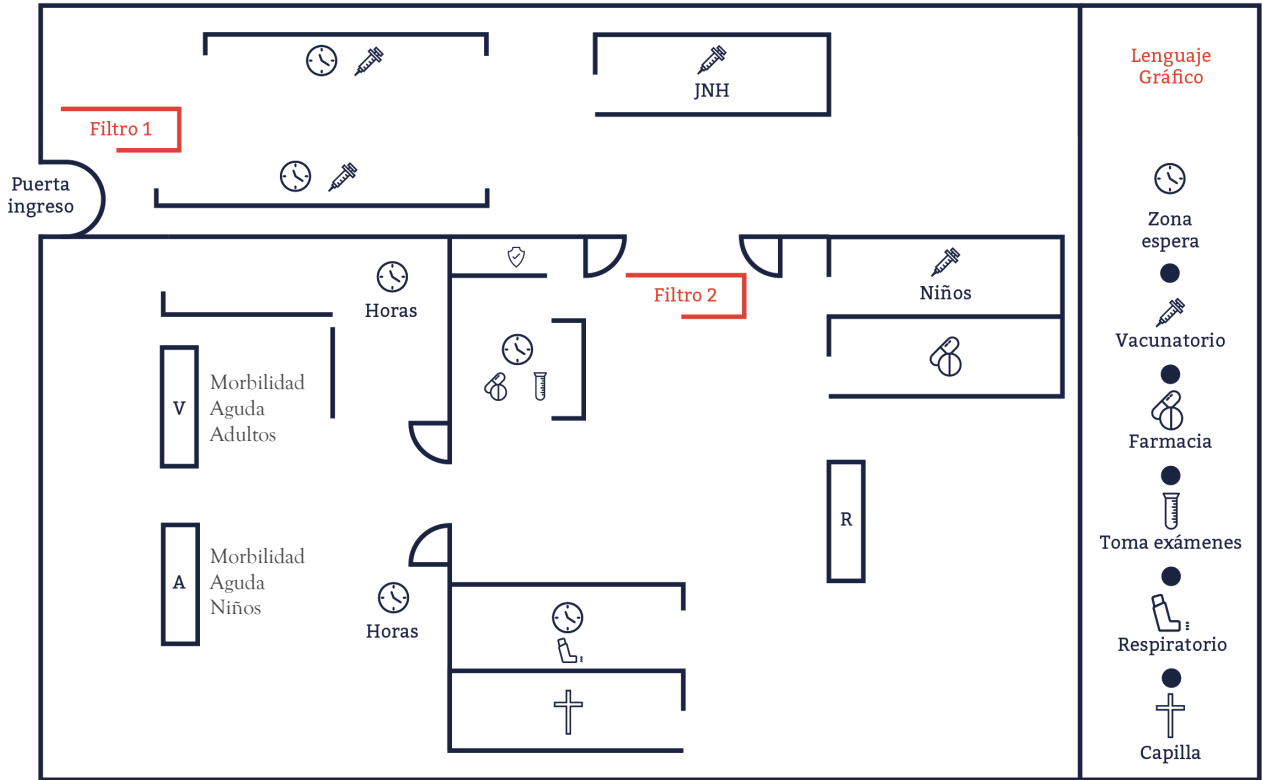 JNH
Filtro 1
Puerta
ingreso
Horas
Filtro 2
Niños
V
Morbilidad
Aguda
Adultos
R
A
Morbilidad
Aguda
Niños
Horas
Lenguaje
Gráfico
Zona
espera
Vacunatorio
Farmacia
Toma exámenes
Respiratorio
Capilla